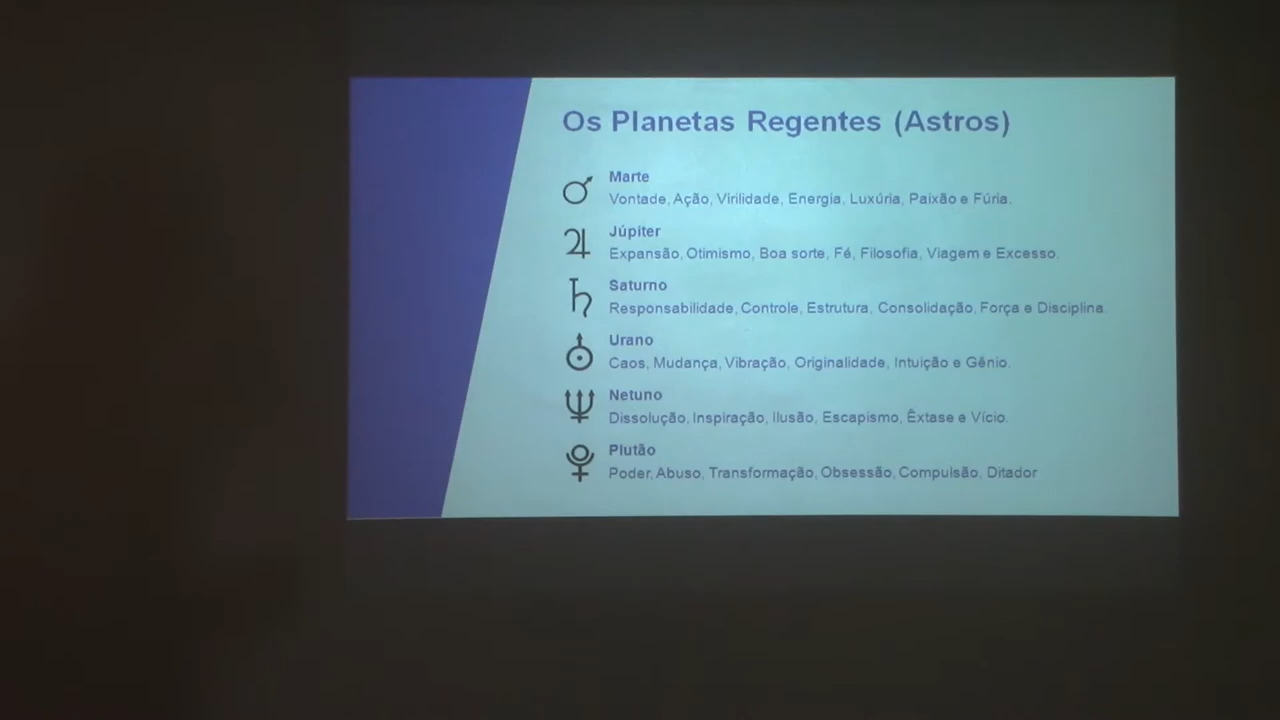 Os Planetas Regentes (Astros)
Marte
Vontade, Ação, Virilidade, Energia, Luxúria, Paixão e Fúria.
Júpiter
Expansão, Otimismo, Boa sorte, Fé, Filosofia, Viagem e Excesso.
Saturno
Responsabilidade, Controle, Estrutura, Consolidação, Força e Disciplina.
Urano
Caos, Mudança, Vibração, Originalidade, Intuição e Gênio.
Netuno
Dissolução, Inspiração, Ilusão, Escapismo, Êxtase e Vício.
Plutão
Poder, Abuso, Transformação, Obsessão, Compulsão, Ditador